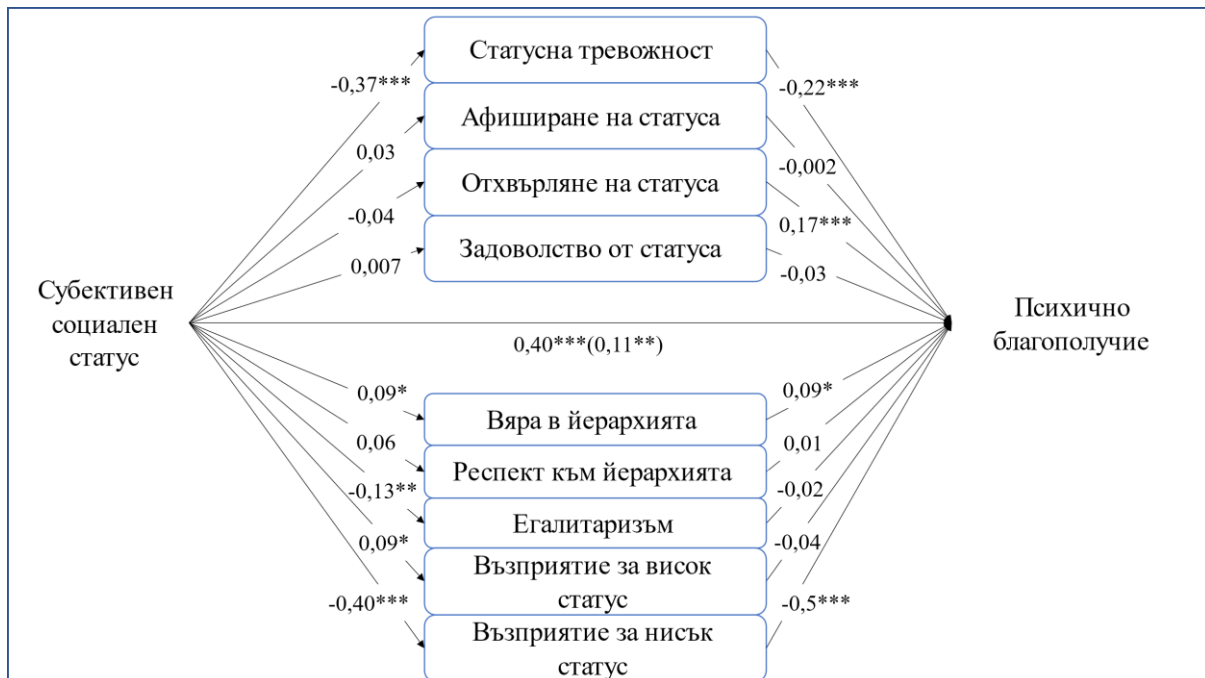 Статусна тревожност
-0,37***
-0,22***
Афиширане на статуса
0,03
-0,002
Отхвърляне на статуса
-0,04
0,17***
Задоволство от статуса
0,007
-0,03
Субективен
социален
статус
Психично
благополучие
0,40***(0,11**)
0,09*
0,09*
Вяра в йерархията
0,06
0,01
Респект към йерархията
-0,13**
-0,02
Егалитаризъм
0,09*
-0,04
Възприятие за висок
статус
-0,40***
-0,5***
Възприятие за нисък
статус